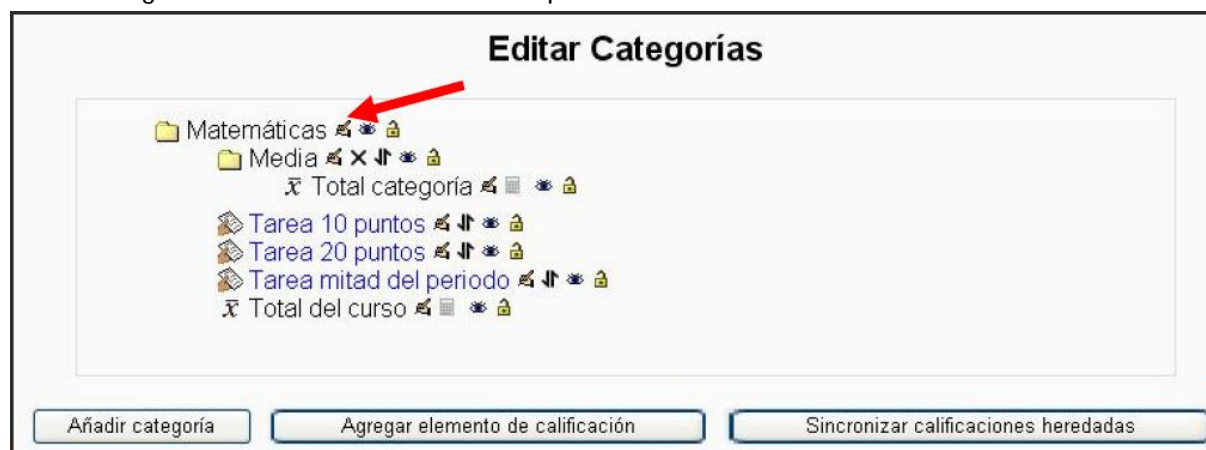 Editar Categorías
Matemáticas
Media
x̄ Total categoría
Tarea 10 puntos
Tarea 20 puntos
Tarea mitad del periodo
x̄ Total del curso
Añadir categoría Agregar elemento de calificación Sincronizar calificaciones heredadas